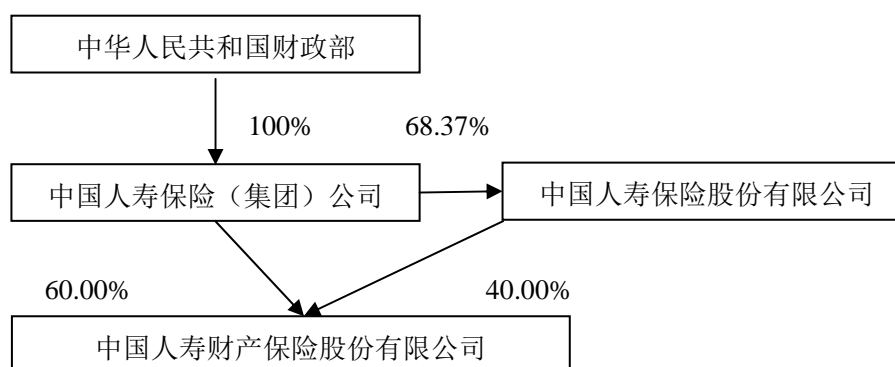 中华人民共和国财政部
100%
68.37%
中国人寿保险（集团）公司
中国人寿保险股份有限公司
60.00%
40.00%
中国人寿财产保险股份有限公司